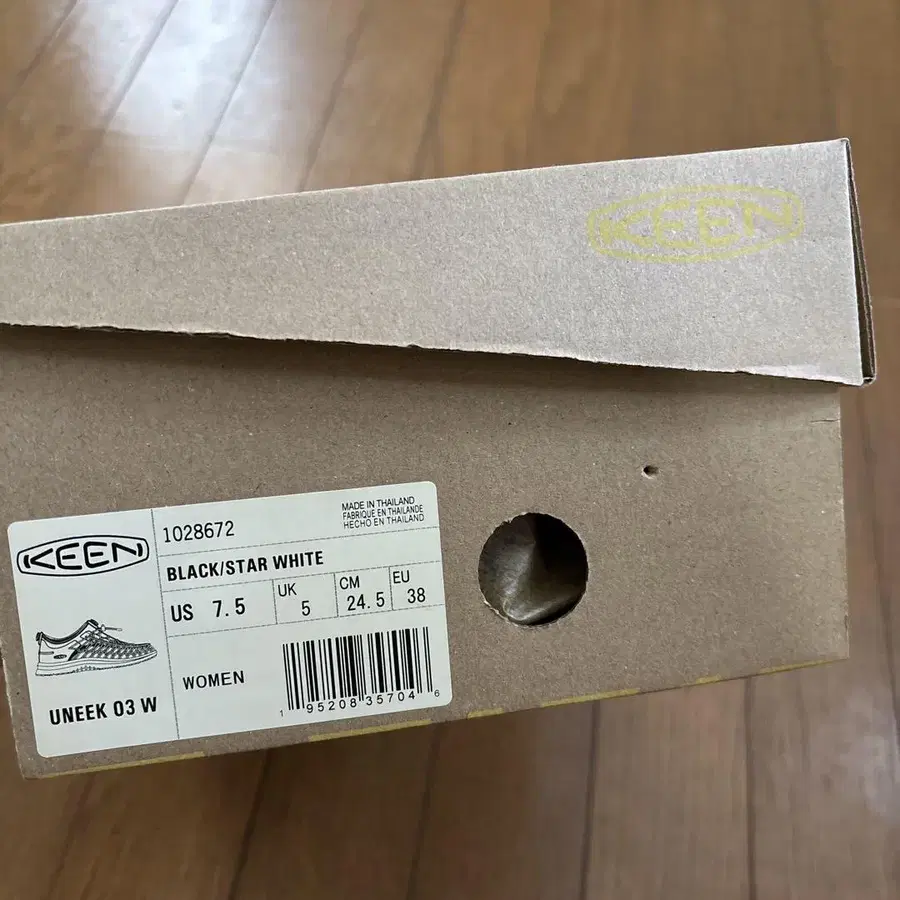 KEEN
KEEN
1028672
MADE IN THAILAND
FABRIQUE EN THAILANDE
HECHO EN THAILAND
BLACK/STAR WHITE
US 7.5
UK 5
CM 24.5
EU 38
WOMEN
UNEEK 03 W
1 95208 35704 6